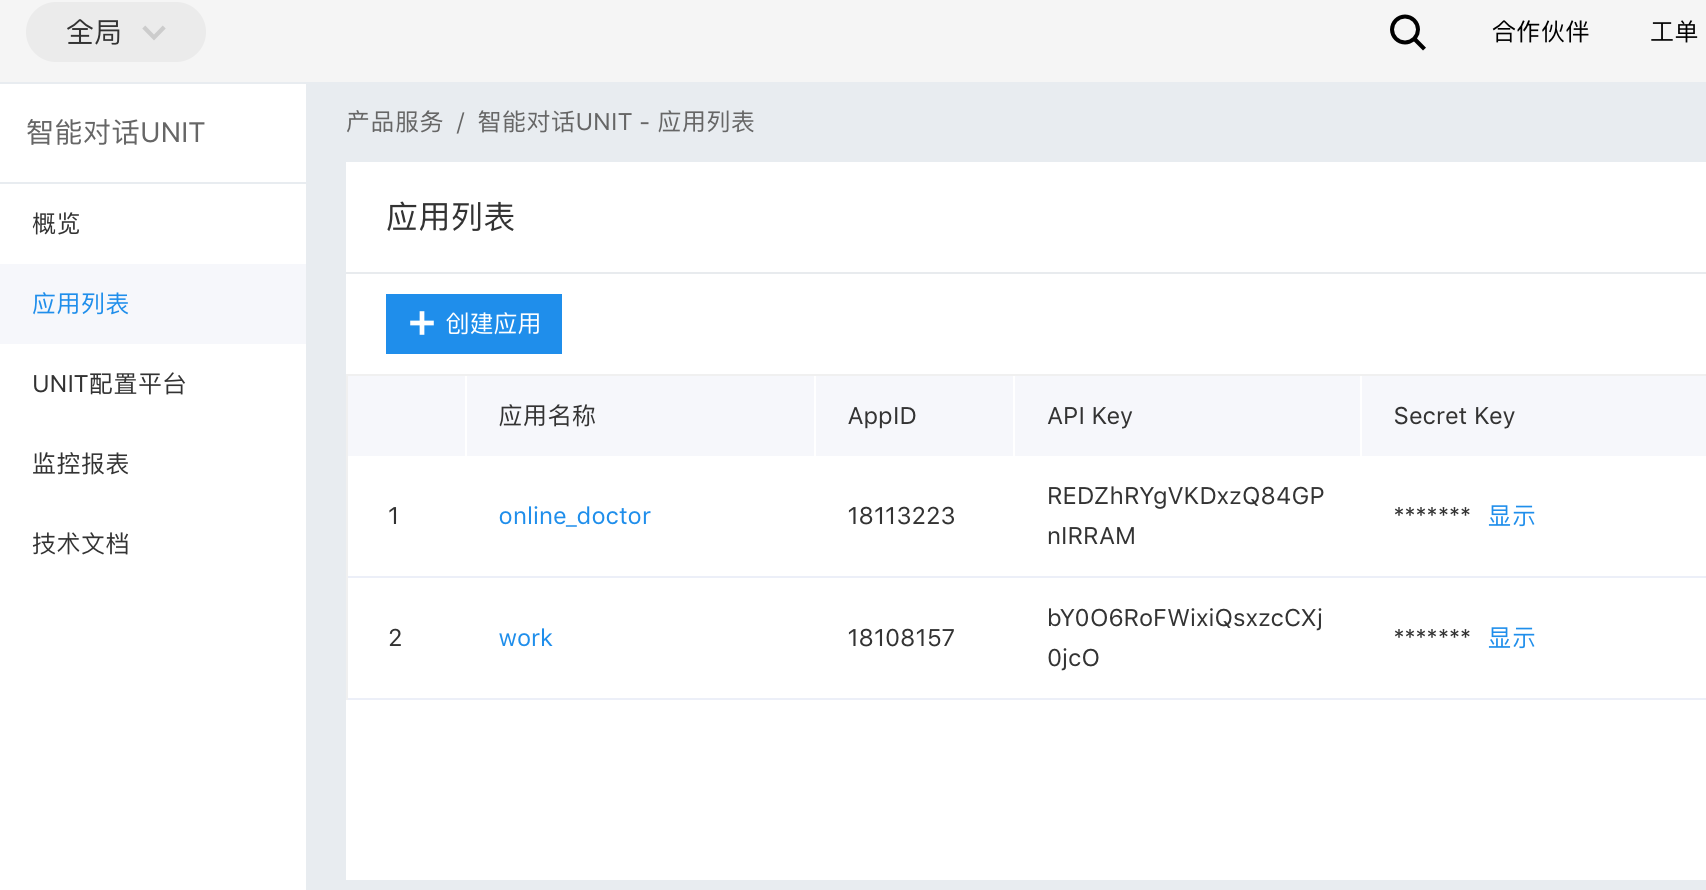 全局
合作伙伴
工单
智能对话UNIT
概览
应用列表
UNIT配置平台
监控报表
技术文档
产品服务 / 智能对话UNIT - 应用列表
应用列表
创建应用
应用名称 AppID API Key Secret Key
1 online_doctor 18113223 REDZhRYgVKDxzQ84GP ******* 显示
nIRRAM
2 work 18108157 bY0O6RoFWixiQsxzcCXj ******* 显示
0jcO